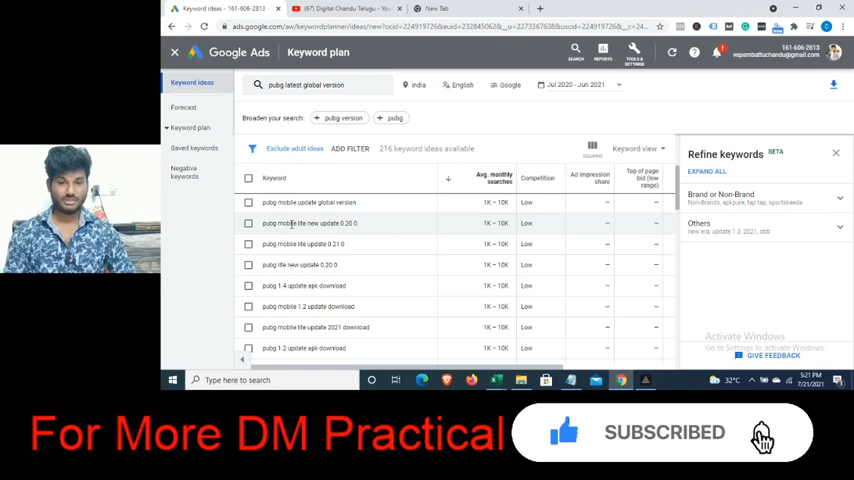 Keyword ideas - 161-606-2813
(67) Digital Chandu Telugu - You
New Tab
ads.google.com/aw/keywordplanner/ideas/new?ocid=224919726&euid=232845062&__u=2273367638&uscid=224919726&__c=24
Google Ads
Keyword plan
SEARCH
REPORTS
TOOLS & SETTINGS
161-606-2813
vepambattuchandu@gmail.com
Keyword ideas
Forecast
Keyword plan
Saved keywords
Negative keywords
pubg latest global version
India
English
Google
Jul 2020 - Jun 2021
Broaden your search:
+ pubg version
+ pubg
Exclude adult ideas
ADD FILTER
216 keyword ideas available
COLUMNS
Keyword view
Keyword
Avg. monthly searches
Competition
Ad impression share
Top of page bid (low range)
pubg mobile update global version 1K – 10K Low – –
pubg mobile lite new update 0.20 0 1K – 10K Low – –
pubg mobile lite update 0.21 0 1K – 10K Low – –
pubg lite new update 0.20 0 1K – 10K Low – –
pubg 1.4 update apk download 1K – 10K Low – –
pubg mobile 1.2 update download 1K – 10K Low – –
pubg mobile lite update 2021 download 1K – 10K Low – –
pubg 1.2 update apk download 1K – 10K Low – –
Refine keywords BETA
EXPAND ALL
Brand or Non-Brand
Non-Brands, apkpure, tap tap, sportskeeda
Others
new era, update 1.3, 2021, obb
Activate Windows
Go to Settings to activate Windows.
GIVE FEEDBACK
Type here to search
32°C
5:21 PM
7/21/2021
For More DM Practical
SUBSCRIBED